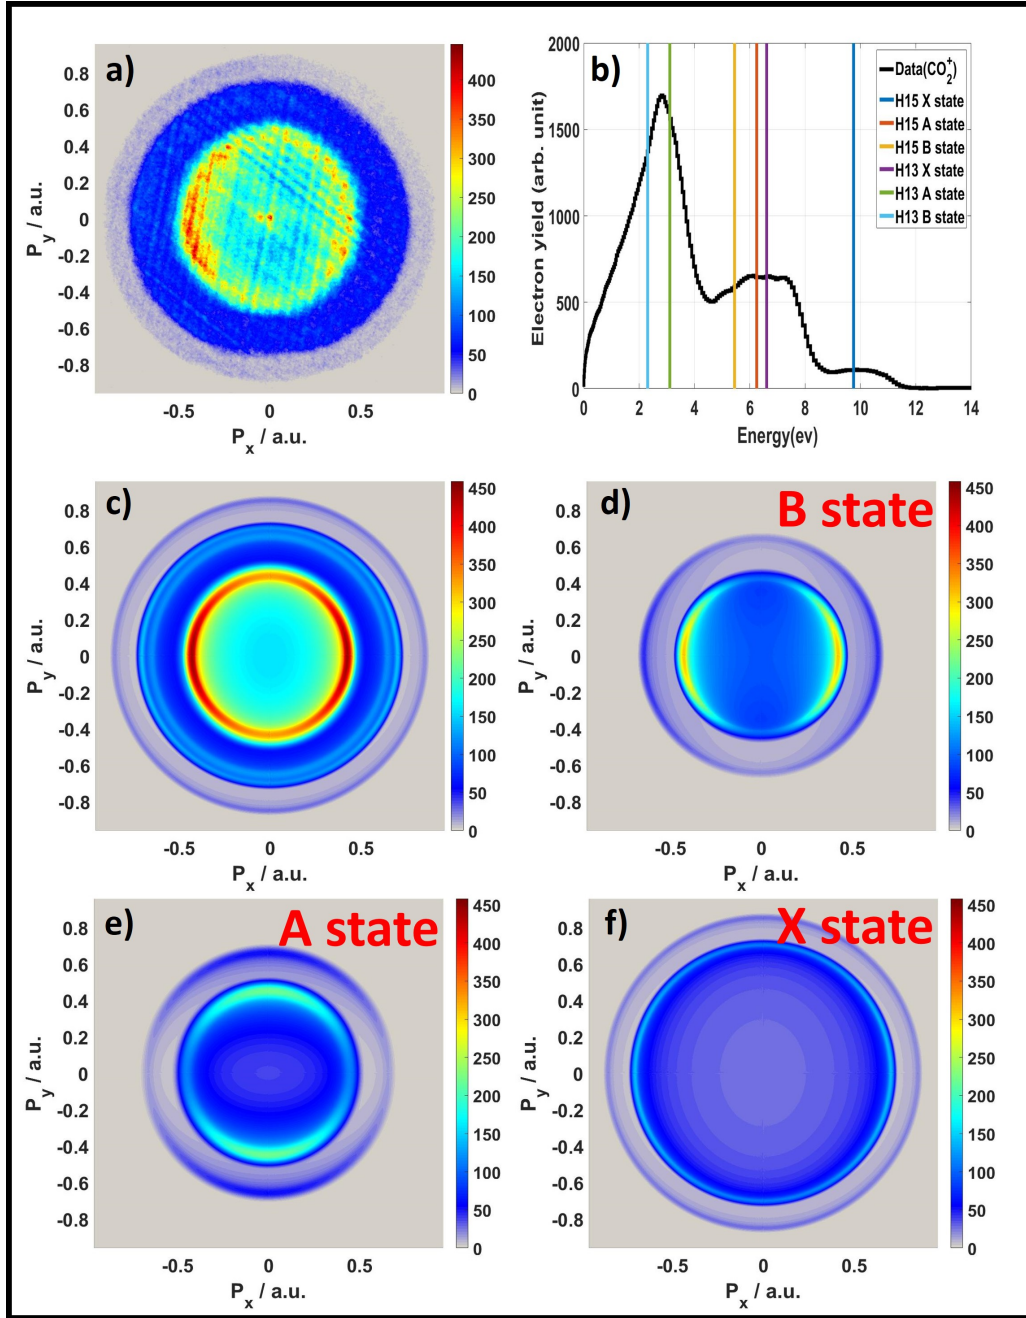 a)
0.8
0.6
0.4
0.2
0
-0.2
-0.4
-0.6
-0.8
P_y / a.u.
-0.5 0 0.5
P_x / a.u.
400
350
300
250
200
150
100
50
0
b)
2000
1500
1000
500
0
Electron yield (arb. unit)
0 2 4 6 8 10 12 14
Energy(ev)
Data(CO_2^+)
H15 X state
H15 A state
H15 B state
H13 X state
H13 A state
H13 B state
c)
0.8
0.6
0.4
0.2
0
-0.2
-0.4
-0.6
-0.8
P_y / a.u.
-0.5 0 0.5
P_x / a.u.
450
400
350
300
250
200
150
100
50
0
d)
B state
0.8
0.6
0.4
0.2
0
-0.2
-0.4
-0.6
-0.8
P_y / a.u.
-0.5 0 0.5
P_x / a.u.
450
400
350
300
250
200
150
100
50
0
e)
A state
0.8
0.6
0.4
0.2
0
-0.2
-0.4
-0.6
-0.8
P_y / a.u.
-0.5 0 0.5
P_x / a.u.
450
400
350
300
250
200
150
100
50
0
f)
X state
0.8
0.6
0.4
0.2
0
-0.2
-0.4
-0.6
-0.8
P_y / a.u.
-0.5 0 0.5
P_x / a.u.
450
400
350
300
250
200
150
100
50
0